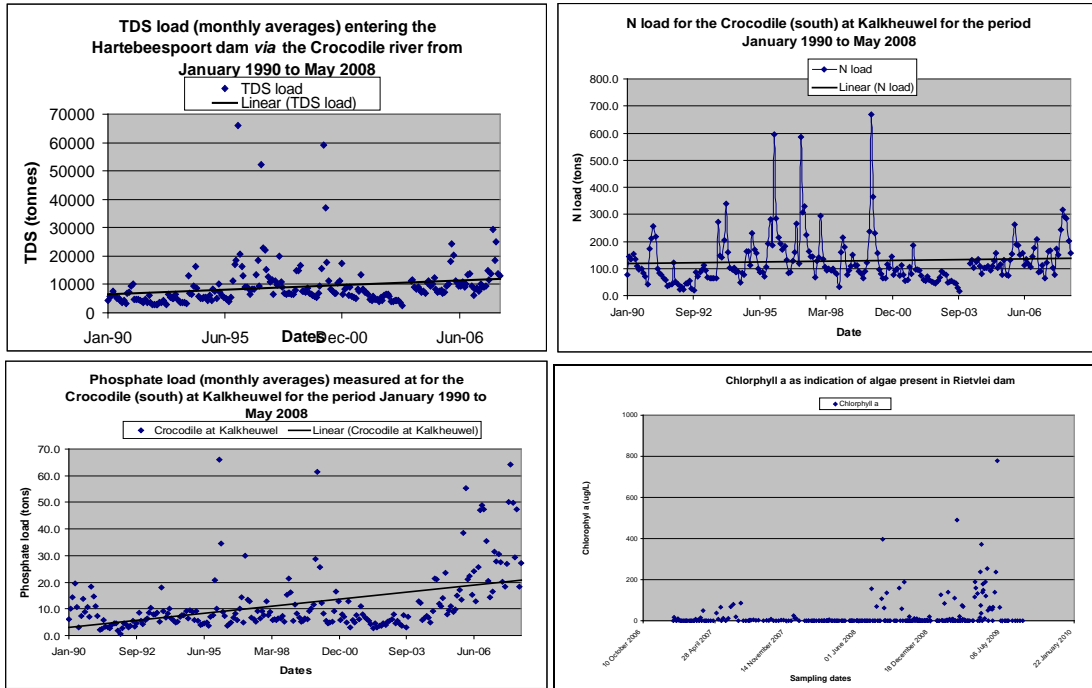 TDS load (monthly averages) entering the
Hartebeespoort dam via the Crocodile river from
January 1990 to May 2008
TDS load
Linear (TDS load)
TDS (tonnes)
70000
60000
50000
40000
30000
20000
10000
0
Jan-90
Jun-95
Dec-00
Jun-06
Dates
N load for the Crocodile (south) at Kalkheuwel for the period
January 1990 to May 2008
N load
Linear (N load)
N load (tons)
800.0
700.0
600.0
500.0
400.0
300.0
200.0
100.0
0.0
Jan-90
Sep-92
Jun-95
Mar-98
Dec-00
Sep-03
Jun-06
Date
Phosphate load (monthly averages) measured at for the
Crocodile (south) at Kalkheuwel for the period January 1990 to
May 2008
Crocodile at Kalkheuwel
Linear (Crocodile at Kalkheuwel)
Phosphate load (tons)
70.0
60.0
50.0
40.0
30.0
20.0
10.0
0.0
Jan-90
Sep-92
Jun-95
Mar-98
Dec-00
Sep-03
Jun-06
Dates
Chlorphyll a as indication of algae present in Rietvlei dam
Chlorphyll a
Chlorophyl a (ug/L)
1000
800
600
400
200
0
10 October 2006
28 April 2007
14 November 2007
01 June 2008
18 December 2008
06 July 2009
22 January 2010
Sampling dates